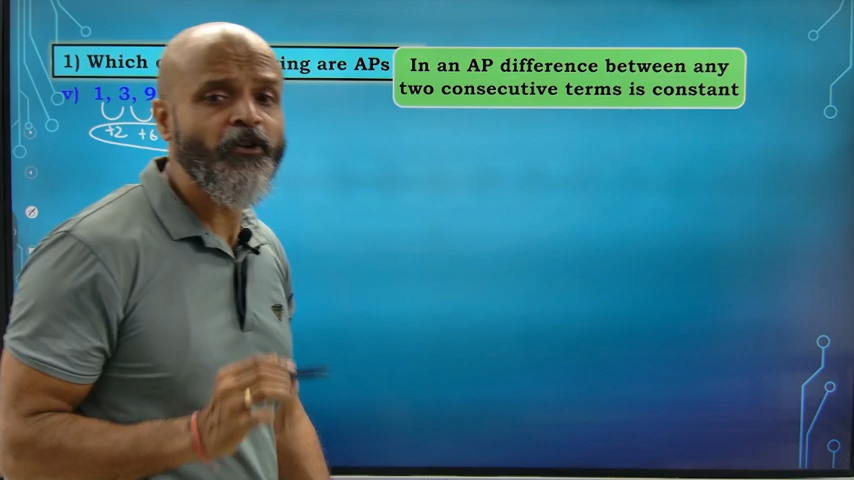 1) Which ing are APs
In an AP difference between any
two consecutive terms is constant
v) 1, 3, 9
+2 +6